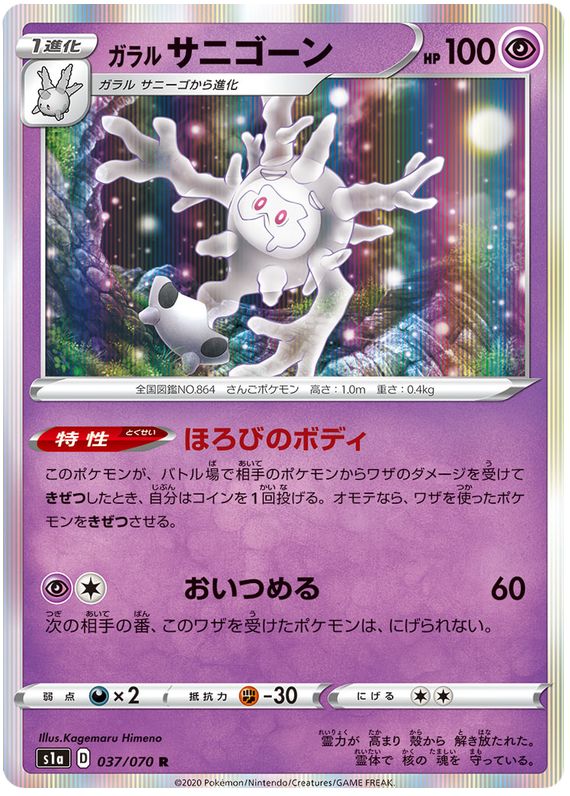 1進化
ガラル サニゴーン
HP 100
ガラル サニーゴから進化
全国図鑑NO.864 さんごポケモン 高さ:1.0m 重さ:0.4kg
特性 とくせい ほろびのボディ
このポケモンが、バトル場で相手のポケモンからワザのダメージを受けて
きぜつしたとき、自分はコインを1回投げる。オモテなら、ワザを使ったポケ
モンをきぜつさせる。
おいつめる 60
次の相手の番、このワザを受けたポケモンは、にげられない。
弱点 ×2 抵抗力 -30 にげる
Illus.Kagemaru Himeno
s1a D 037/070 R
霊力が 高まり 殻から 解き放たれた。
霊体で 核の 魂を 守っている。
©2020 Pokémon/Nintendo/Creatures/GAME FREAK.